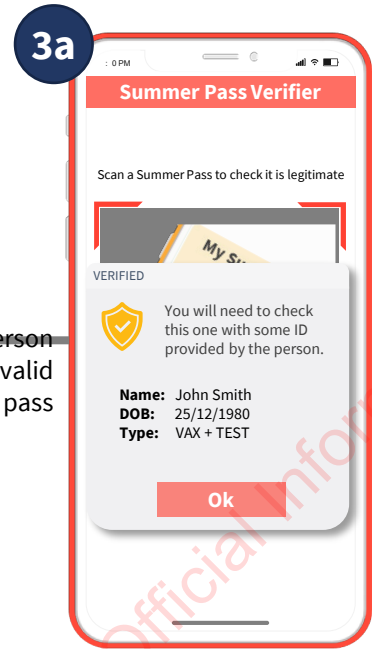 3a
: 0 PM
Summer Pass Verifier
Scan a Summer Pass to check it is legitimate
My Su
VERIFIED
You will need to check
this one with some ID
provided by the person.
erson
valid
pass
Name: John Smith
DOB: 25/12/1980
Type: VAX + TEST
Ok
Official Inform